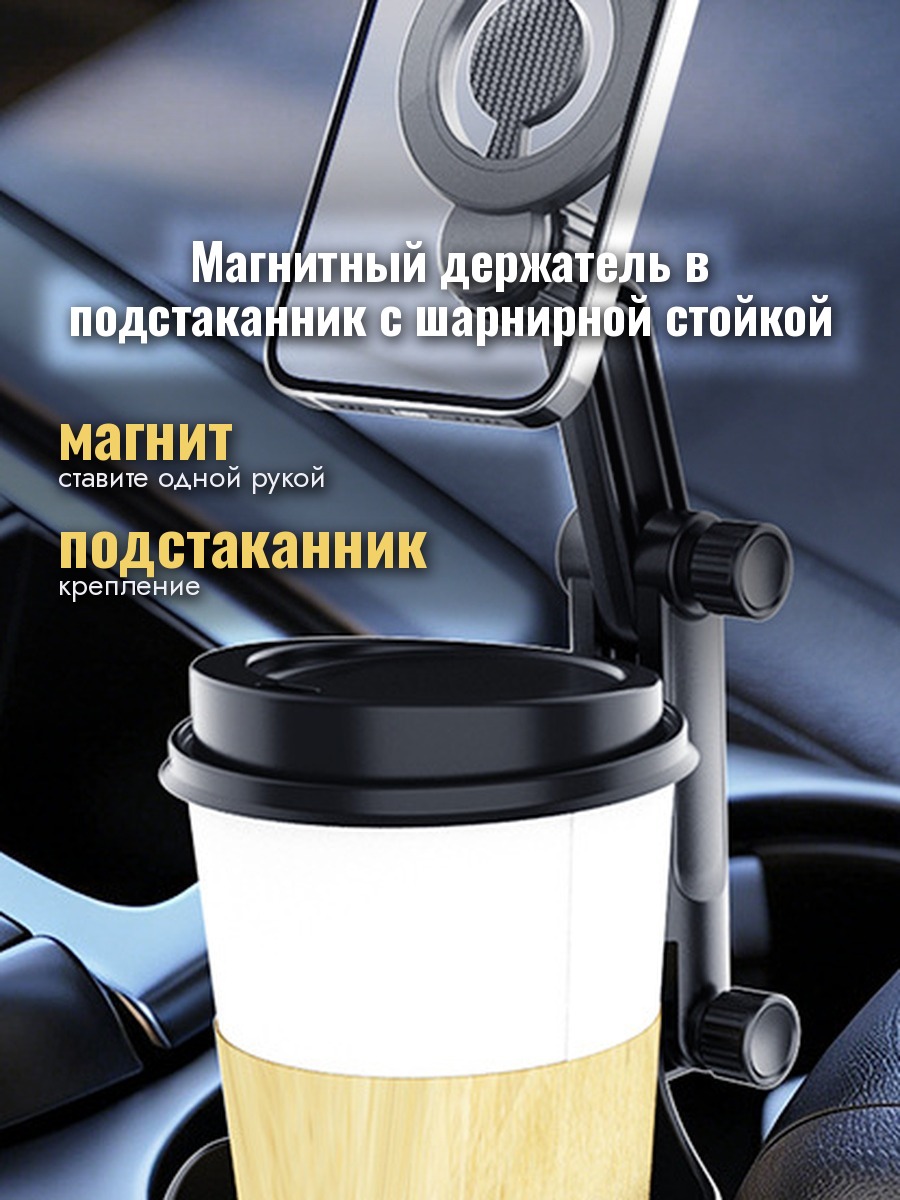 Магнитный держатель в
подстаканник с шарнирной стойкой
магнит
ставите одной рукой
подстаканник
крепление